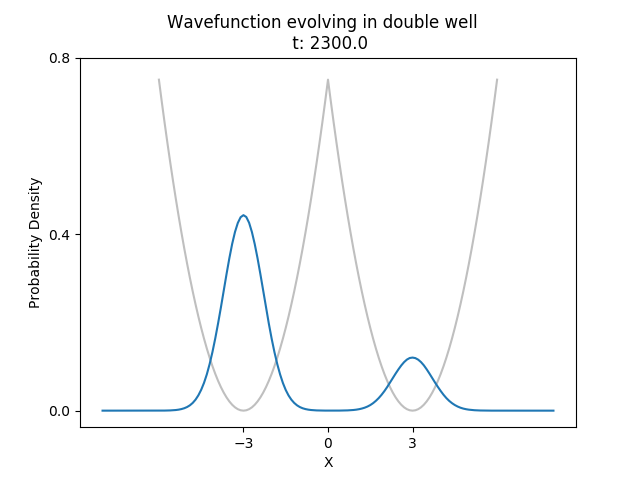 Wavefunction evolving in double well
t: 2300.0
0.8
0.4
0.0
Probability Density
−3 0 3
X